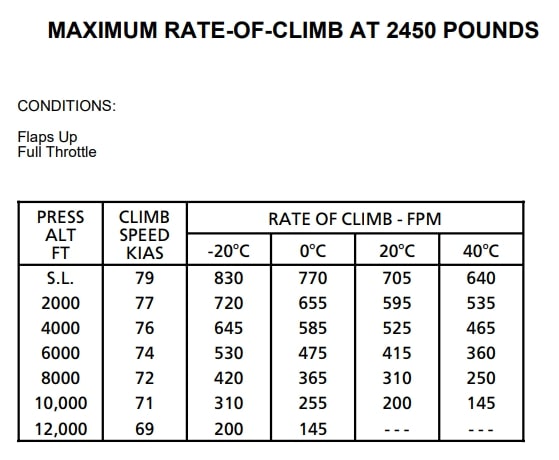 MAXIMUM RATE-OF-CLIMB AT 2450 POUNDS
CONDITIONS:
Flaps Up
Full Throttle
PRESS ALT FT CLIMB SPEED KIAS RATE OF CLIMB - FPM
-20°C 0°C 20°C 40°C
S.L. 79 830 770 705 640
2000 77 720 655 595 535
4000 76 645 585 525 465
6000 74 530 475 415 360
8000 72 420 365 310 250
10,000 71 310 255 200 145
12,000 69 200 145 --- ---